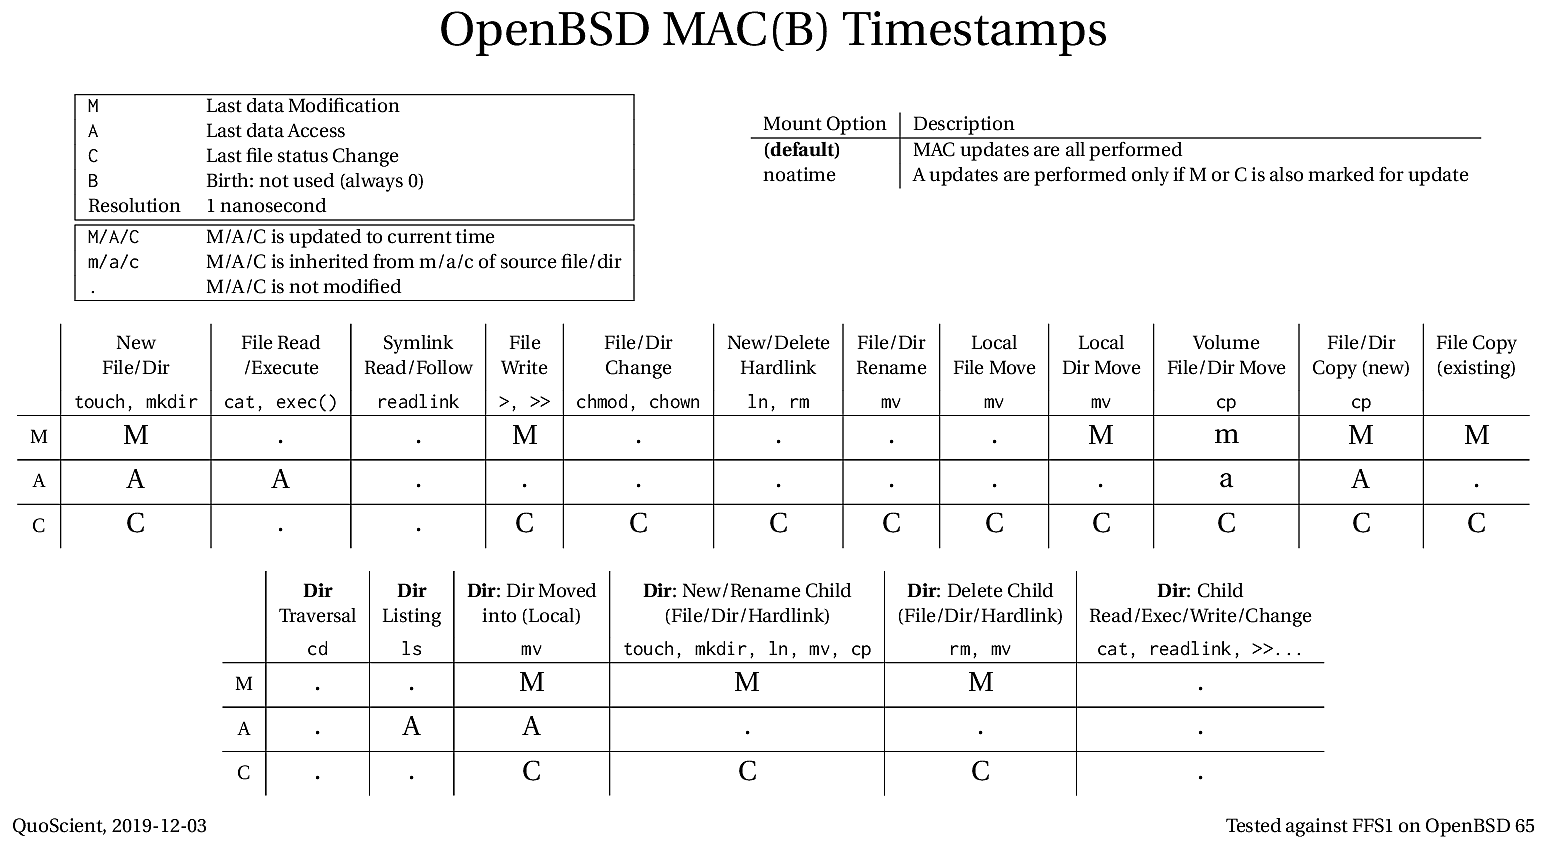 OpenBSD MAC(B) Timestamps
M Last data Modification
A Last data Access
C Last file status Change
B Birth: not used (always 0)
Resolution 1 nanosecond
M/A/C M/A/C is updated to current time
m/a/c M/A/C is inherited from m/a/c of source file/dir
. M/A/C is not modified
Mount Option Description
(default) MAC updates are all performed
noatime A updates are performed only if M or C is also marked for update
New File Read Symlink File File/Dir New/Delete File/Dir Local Local Volume File/Dir File Copy
File/Dir /Execute Read/Follow Write Change Hardlink Rename File Move Dir Move File/Dir Move Copy (new) (existing)
touch, mkdir cat, exec() readlink >, >> chmod, chown ln, rm mv mv mv cp cp
M M . . M . . . . M m M M
A A A . . . . . . . a A .
C C . . C C C C C C C C C
Dir Dir Dir: Dir Moved Dir: New/Rename Child Dir: Delete Child Dir: Child
Traversal Listing into (Local) (File/Dir/Hardlink) (File/Dir/Hardlink) Read/Exec/Write/Change
cd ls mv touch, mkdir, ln, mv, cp rm, mv cat, readlink, >>...
M . . M M M .
A . A A . . .
C . . C C C .
QuoScient, 2019-12-03
Tested against FFS1 on OpenBSD 65